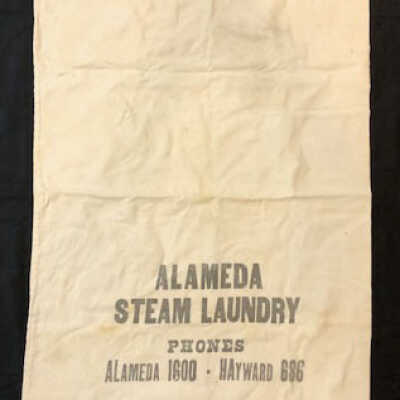 ALAMEDA
STEAM LAUNDRY
PHONES
ALAMEDA 1600 · HAYWARD 686